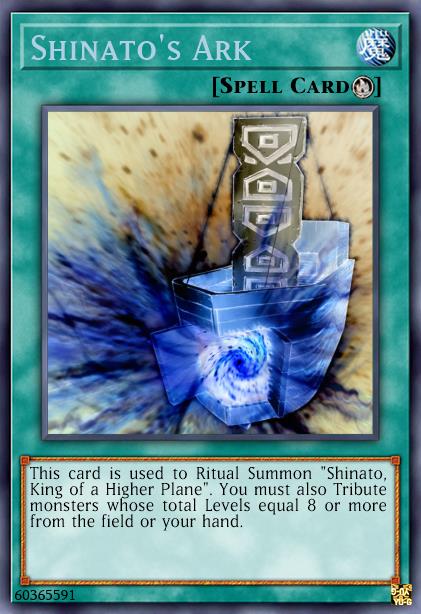 Shinato's Ark
魔
[Spell Card]
This card is used to Ritual Summon "Shinato,
King of a Higher Plane". You must also Tribute
monsters whose total Levels equal 8 or more
from the field or your hand.
60365591